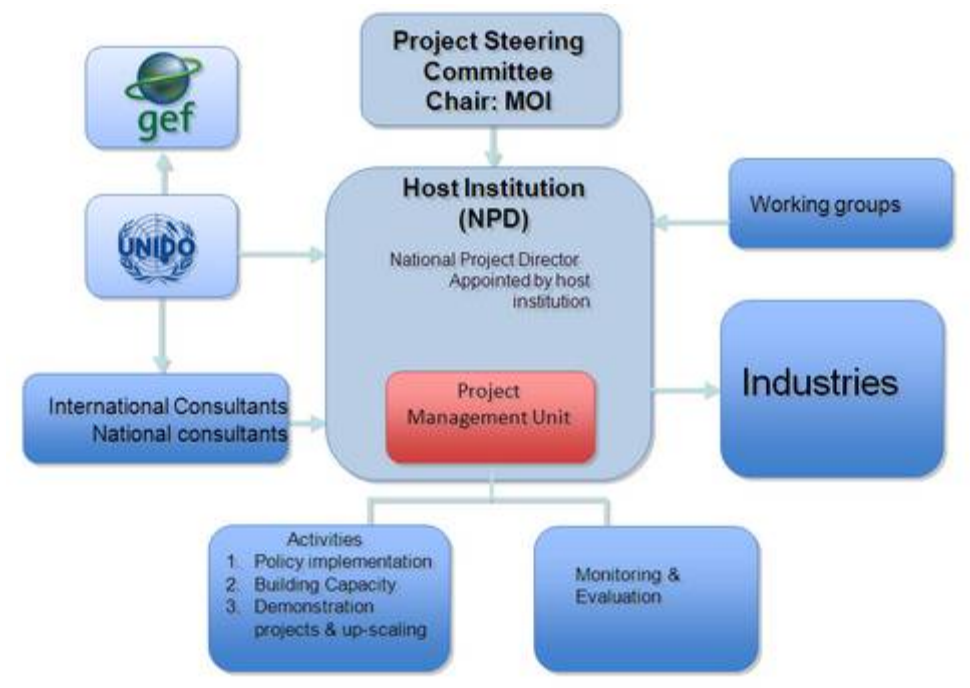 Project Steering
Committee
Chair: MOI
gef
Host Institution
(NPD)
National Project Director
Appointed by host
institution
Working groups
UNIDO
Industries
Project
Management Unit
International Consultants
National consultants
Activities
1. Policy implementation
2. Building Capacity
3. Demonstration
projects & up-scaling
Monitoring &
Evaluation